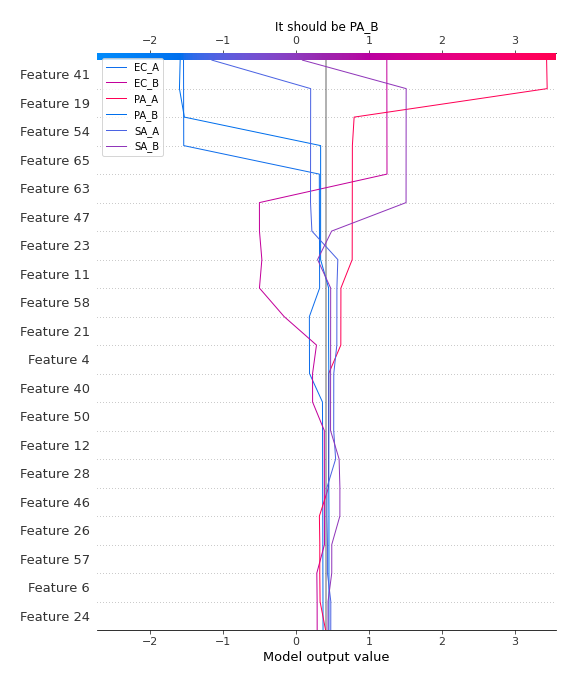 It should be PA_B
−2 −1 0 1 2 3
EC_A
EC_B
PA_A
PA_B
SA_A
SA_B
Feature 41
Feature 19
Feature 54
Feature 65
Feature 63
Feature 47
Feature 23
Feature 11
Feature 58
Feature 21
Feature 4
Feature 40
Feature 50
Feature 12
Feature 28
Feature 46
Feature 26
Feature 57
Feature 6
Feature 24
−2 −1 0 1 2 3
Model output value